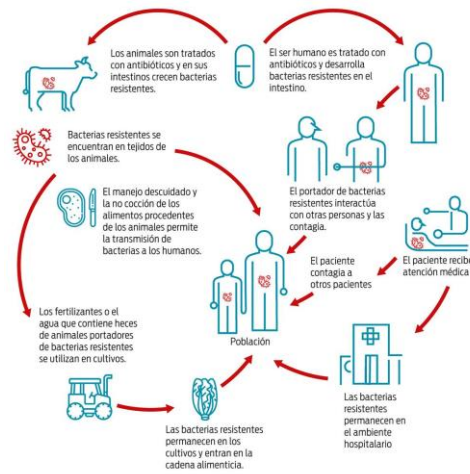 Los animales son tratados
con antibióticos y en sus
intestinos crecen bacterias
resistentes.
El ser humano es tratado con
antibióticos y desarrolla
bacterias resistentes en el
intestino.
Bacterias resistentes se
encuentran en tejidos de
los animales.
El manejo descuidado y
la no cocción de los
alimentos procedentes
de los animales permite
la transmisión de
bacterias a los humanos.
El portador de bacterias
resistentes interactúa
con otras personas y las
contagia.
El paciente
contagia a
otros pacientes
El paciente recibe
atención médica
Población
Los fertilizantes o el
agua que contiene heces
de animales portadores
de bacterias resistentes
se utilizan en cultivos.
Las bacterias resistentes
permanecen en los
cultivos y entran en la
cadena alimenticia.
Las bacterias
resistentes
permanecen en
el ambiente
hospitalario